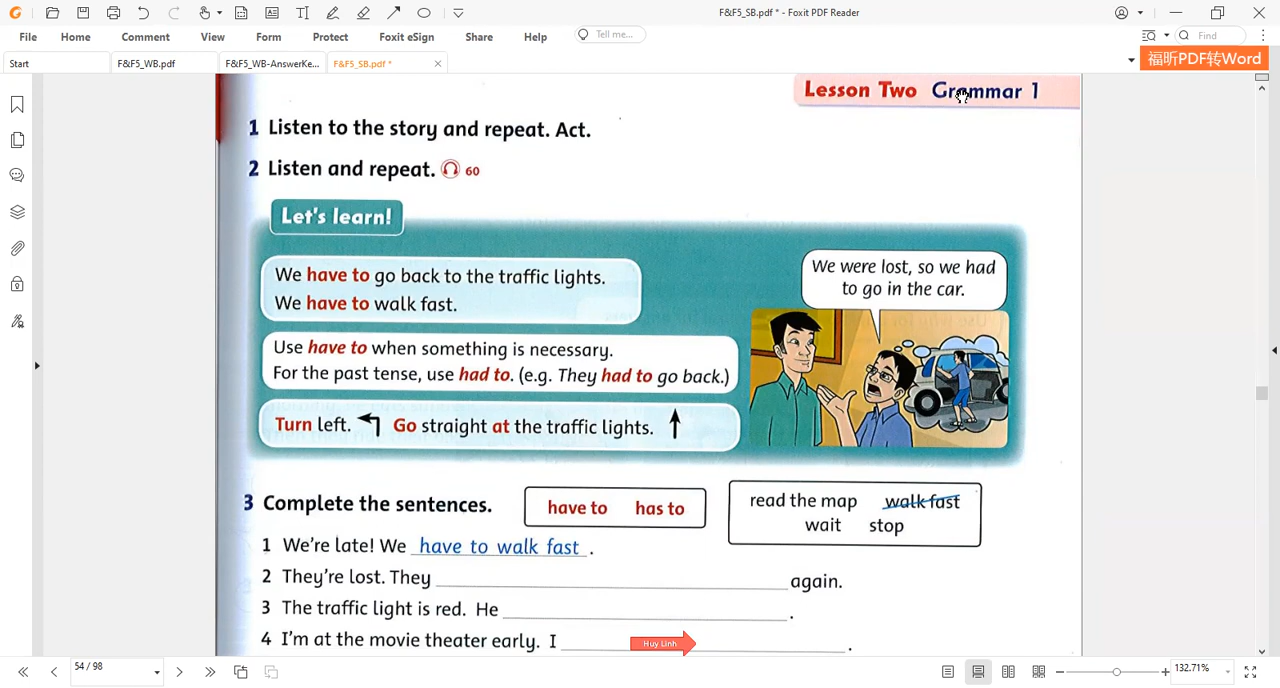 F&F5_SB.pdf * - Foxit PDF Reader
File Home Comment View Form Protect Foxit eSign Share Help Tell me... Find
Start F&F5_WB.pdf F&F5_WB-AnswerKe... F&F5_SB.pdf * 福昕PDF转Word
Lesson Two Grammar 1
1 Listen to the story and repeat. Act.
2 Listen and repeat. 60
Let's learn!
We have to go back to the traffic lights.
We have to walk fast.
We were lost, so we had
to go in the car.
Use have to when something is necessary.
For the past tense, use had to. (e.g. They had to go back.)
Turn left. Go straight at the traffic lights.
3 Complete the sentences.
have to has to
read the map walk fast
wait stop
1 We're late! We have to walk fast .
2 They're lost. They ______ again.
3 The traffic light is red. He ______.
4 I'm at the movie theater early. I ______.
Huy Linh
54 / 98
132.71%